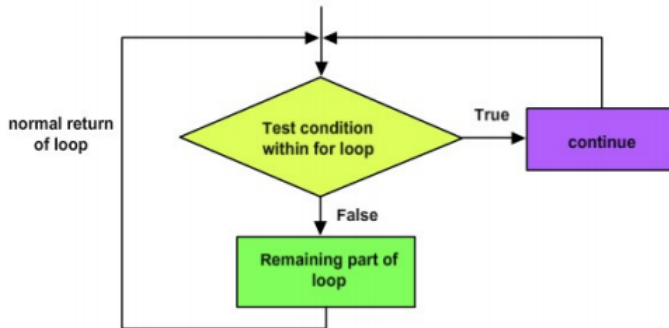 normal return
of loop
Test condition
within for loop
True
continue
False
Remaining part of
loop